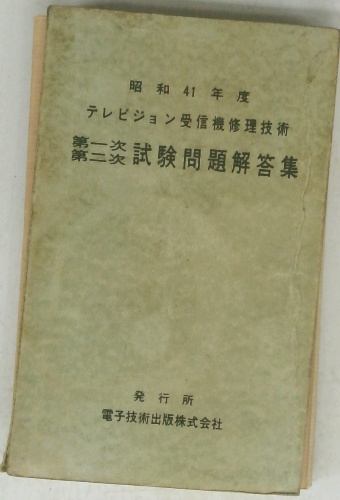 昭和41年度
テレビジョン受信機修理技術
第一次
第二次 試験問題解答集
発行所
電子技術出版株式会社